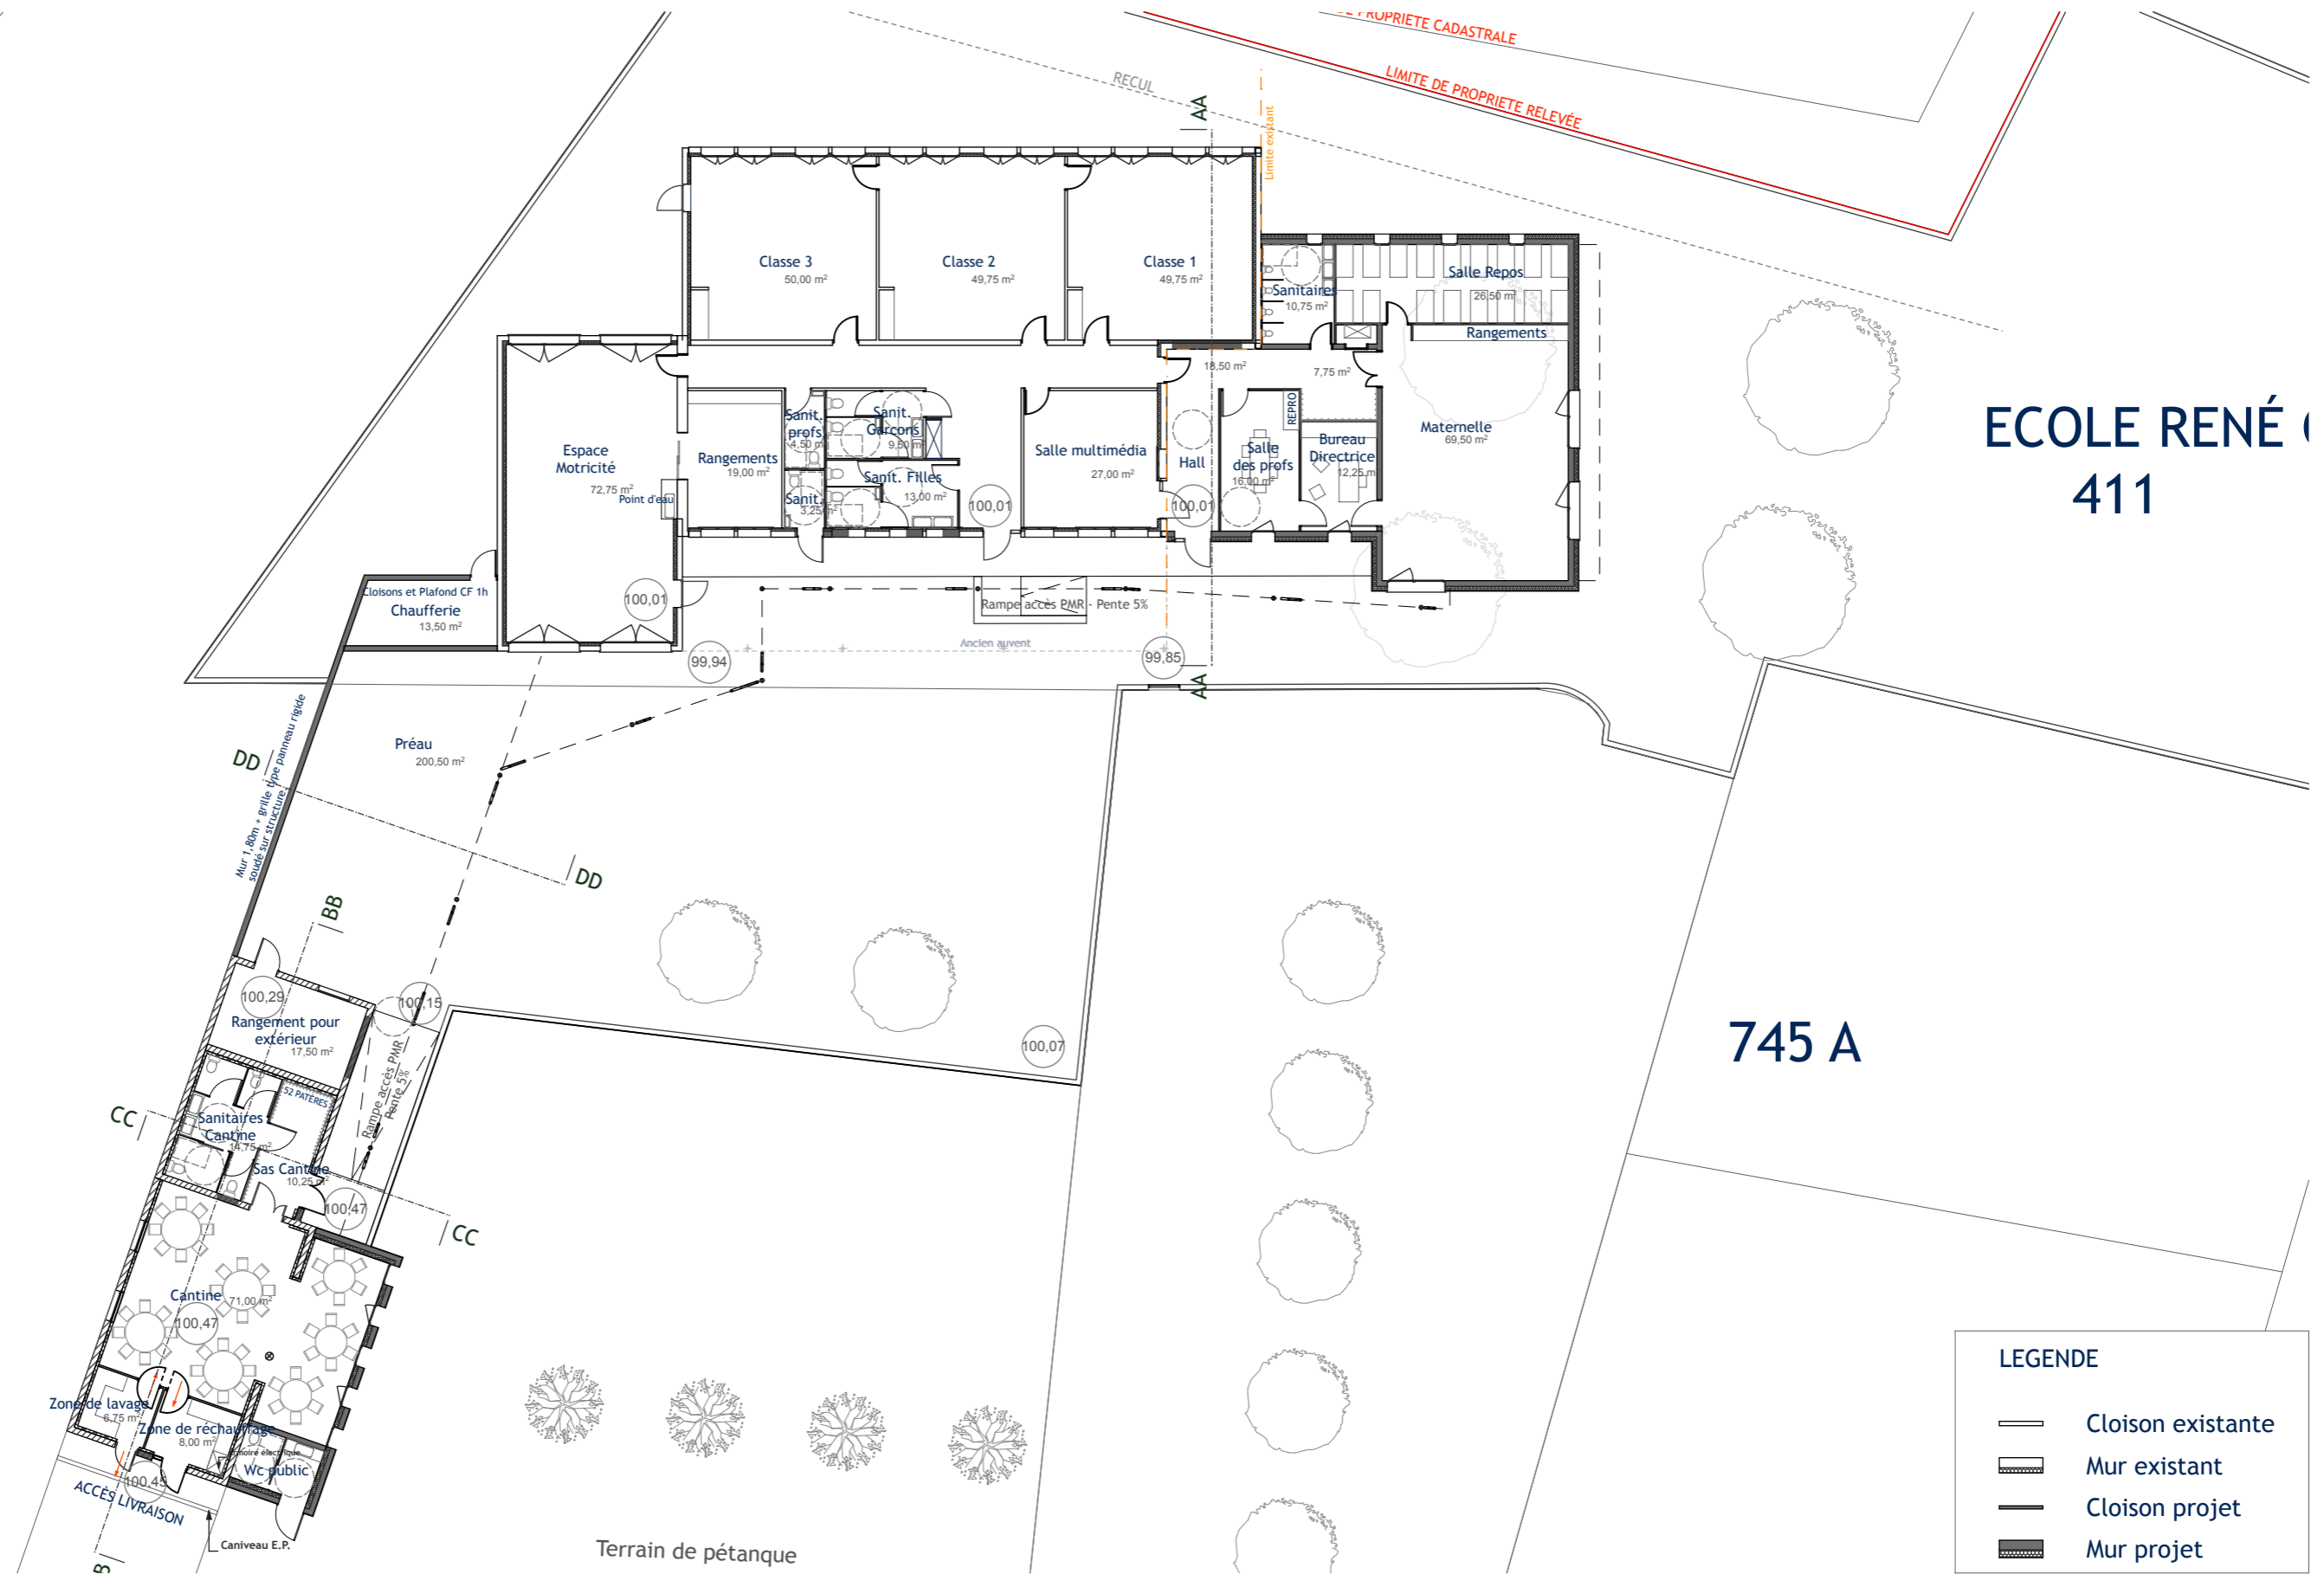 DE PROPRIETE CADASTRALE
LIMITE DE PROPRIETE RELEVÉE
RECUL
AA
Limite existant
Classe 3
50,00 m²
Classe 2
49,75 m²
Classe 1
49,75 m²
Sanitaires
10,75 m²
Salle Repos
26,50 m²
Rangements
18,50 m²
7,75 m²
Espace
Motricité
72,75 m²
Point d'eau
Rangements
19,00 m²
Sanit.
profs
4,50 m²
Sanit.
3,25 m²
Sanit.
Garçons
9,50 m²
Sanit. Filles
13,00 m²
100,01
Salle multimédia
27,00 m²
Hall
100,01
REPRO
Salle
des profs
16,00 m²
Bureau
Directrice
12,25 m
Maternelle
69,50 m²
ECOLE RENÉ
411
Cloisons et Plafond CF 1h
Chaufferie
13,50 m²
100,01
Rampe accès PMR - Pente 5%
Ancien auvent
99,94
99,85
AA
Mur 1,80m + grille type panneau rigide
soudé sur structure
Préau
200,50 m²
DD
DD
BB
100,29
100,15
Rangement pour
extérieur
17,50 m²
100,07
Rampe accès PMR
Pente 5%
52 PATÈRES
CC
Sanitaires
Cantine
14,75 m²
Sas Cantine
10,25 m²
100,47
CC
745 A
Cantine
71,00 m²
100,47
Zone de lavage
6,75 m²
Zone de réchauffage
8,00 m²
Armoire électrique
Wc public
100,45
ACCÈS LIVRAISON
Caniveau E.P.
B
Terrain de pétanque
LEGENDE
Cloison existante
Mur existant
Cloison projet
Mur projet